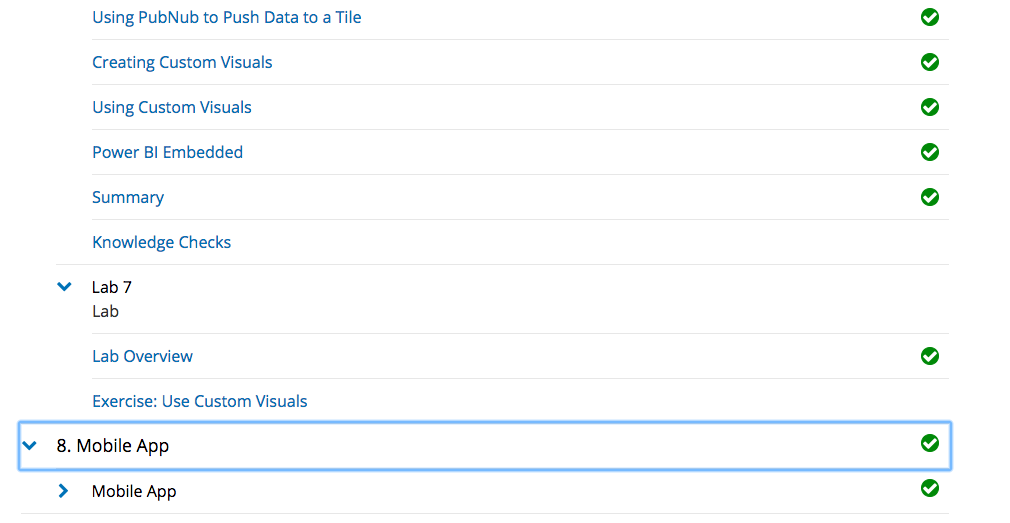 Using PubNub to Push Data to a Tile
Creating Custom Visuals
Using Custom Visuals
Power BI Embedded
Summary
Knowledge Checks
Lab 7
Lab
Lab Overview
Exercise: Use Custom Visuals
8. Mobile App
Mobile App